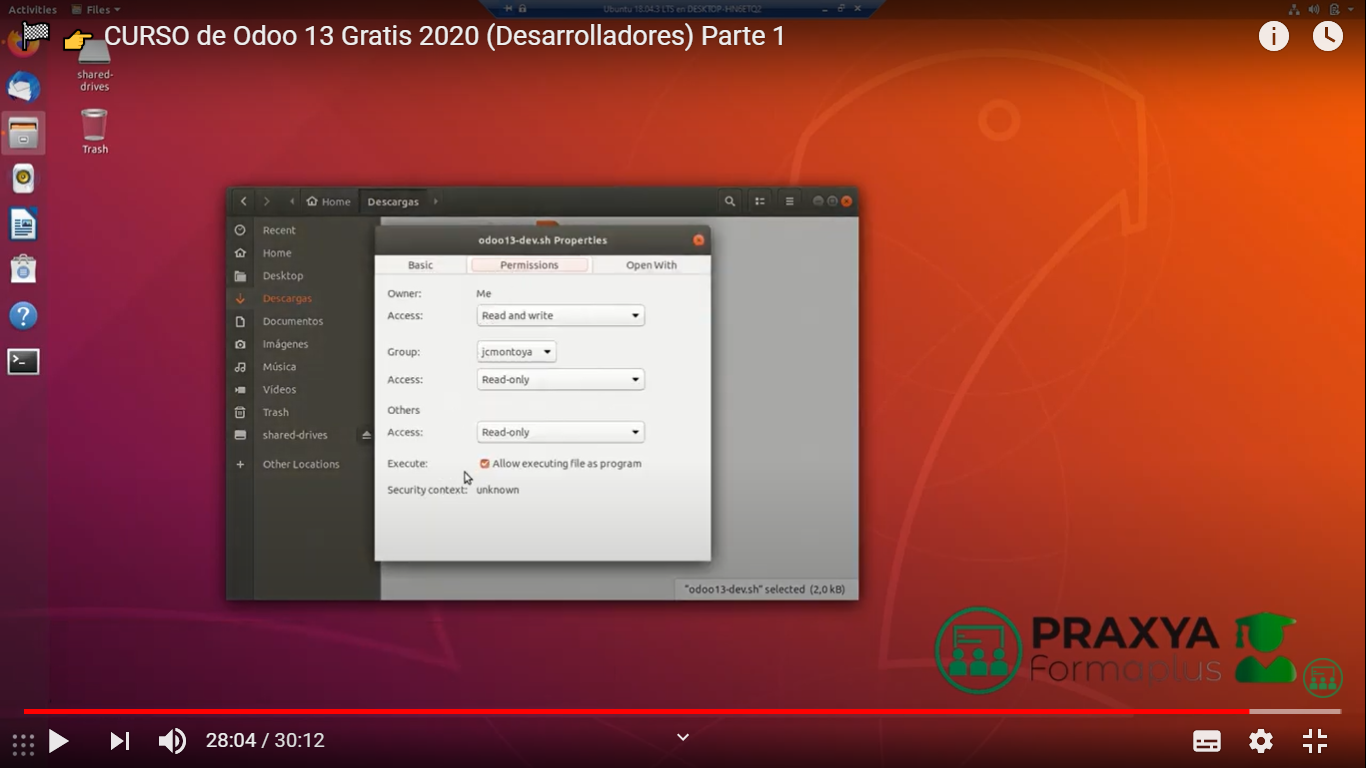 Activities
Files
Ubuntu 18.04.3 LTS en DESKTOP-HN6ETQ2
CURSO de Odoo 13 Gratis 2020 (Desarrolladores) Parte 1
shared-
drives
Trash
Home
Descargas
Recent
Home
Desktop
Descargas
Documentos
Imágenes
Música
Vídeos
Trash
shared-drives
Other Locations
odoo13-dev.sh Properties
Basic
Permissions
Open With
Owner: Me
Access: Read and write
Group: jcmontoya
Access: Read-only
Others
Access: Read-only
Execute: Allow executing file as program
Security context: unknown
"odoo13-dev.sh" selected (2,0 kB)
PRAXYA
Formaplus
28:04 / 30:12